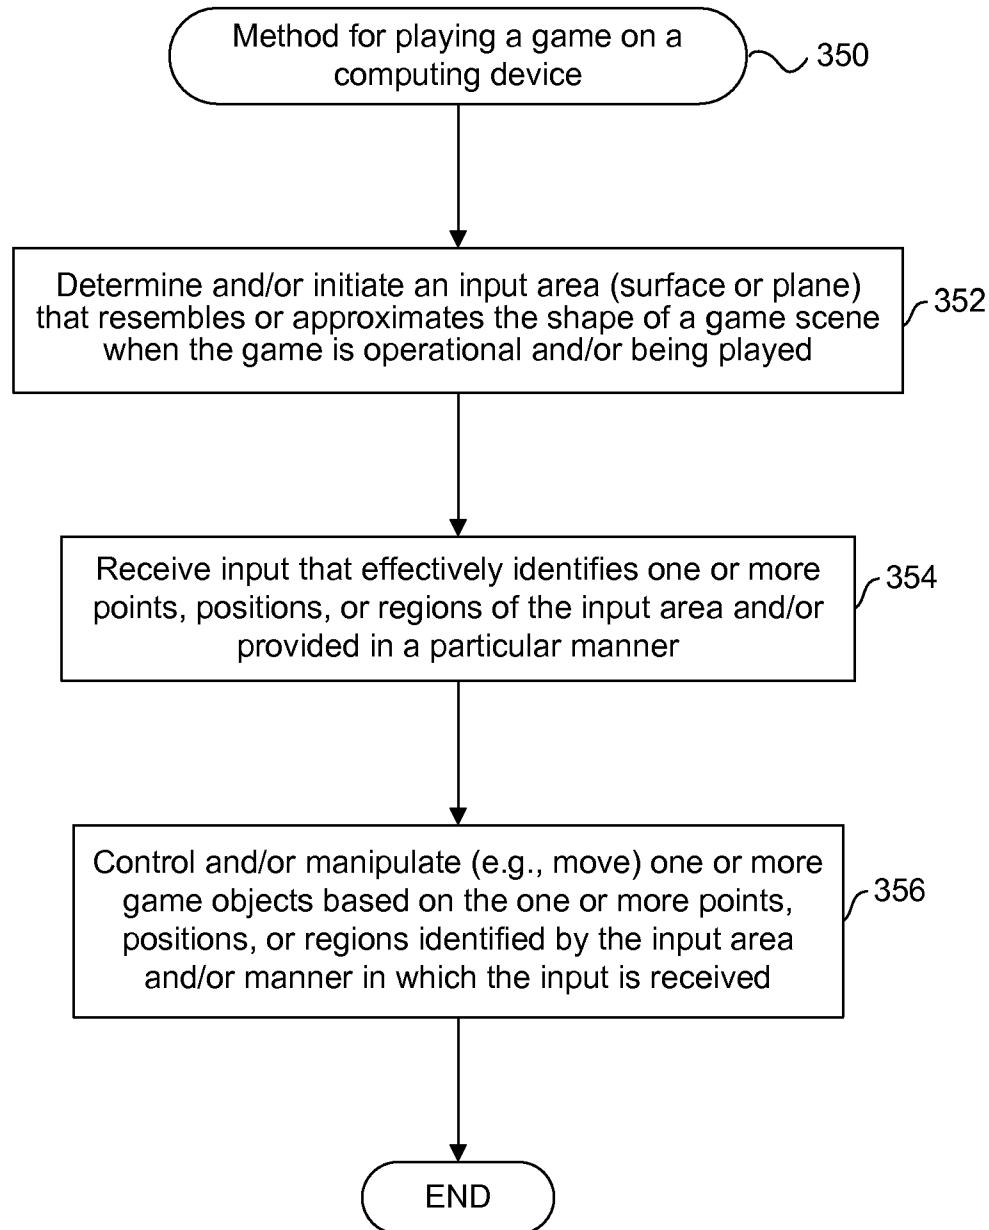 Method for playing a game on a
computing device
350
Determine and/or initiate an input area (surface or plane)
that resembles or approximates the shape of a game scene
when the game is operational and/or being played
352
Receive input that effectively identifies one or more
points, positions, or regions of the input area and/or
provided in a particular manner
354
Control and/or manipulate (e.g., move) one or more
game objects based on the one or more points,
positions, or regions identified by the input area
and/or manner in which the input is received
356
END